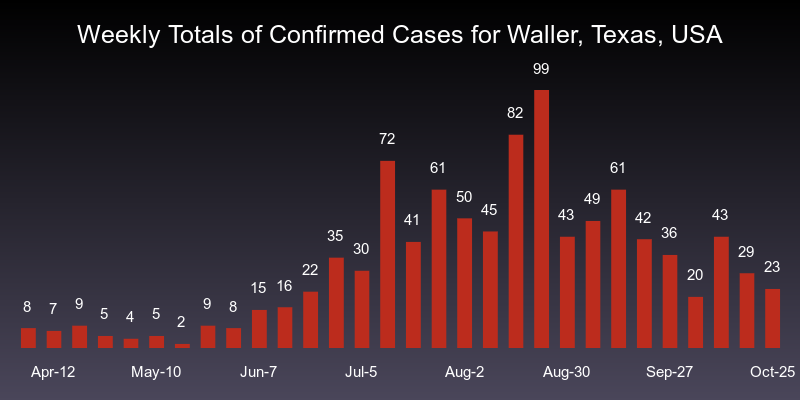 Weekly Totals of Confirmed Cases for Waller, Texas, USA
8 7 9 5 4 5 2 9 8 15 16 22 35 30 72 41 61 50 45 82 99 43 49 61 42 36 20 43 29 23
Apr-12 May-10 Jun-7 Jul-5 Aug-2 Aug-30 Sep-27 Oct-25